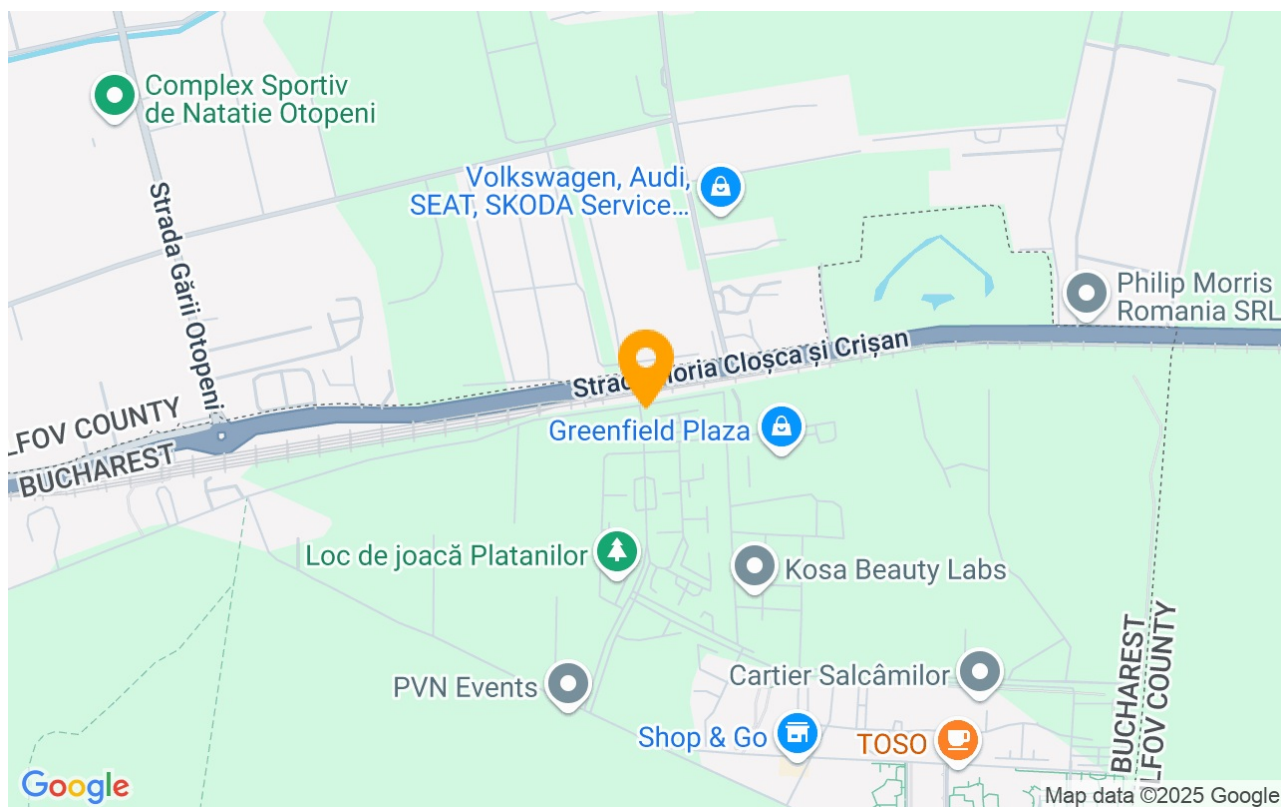 Complex Sportiv
de Natatie Otopeni
Volkswagen, Audi,
SEAT, SKODA Service...
Strada Gării Otopeni
Philip Morris
Romania SRL
Strada Horia Cloșca și Crișan
LFOV COUNTY
BUCHAREST
Greenfield Plaza
Loc de joacă Platanilor
Kosa Beauty Labs
BUCHAREST
LFOV COUNTY
PVN Events
Cartier Salcâmilor
Shop & Go
TOSO
Google
Map data ©2025 Google